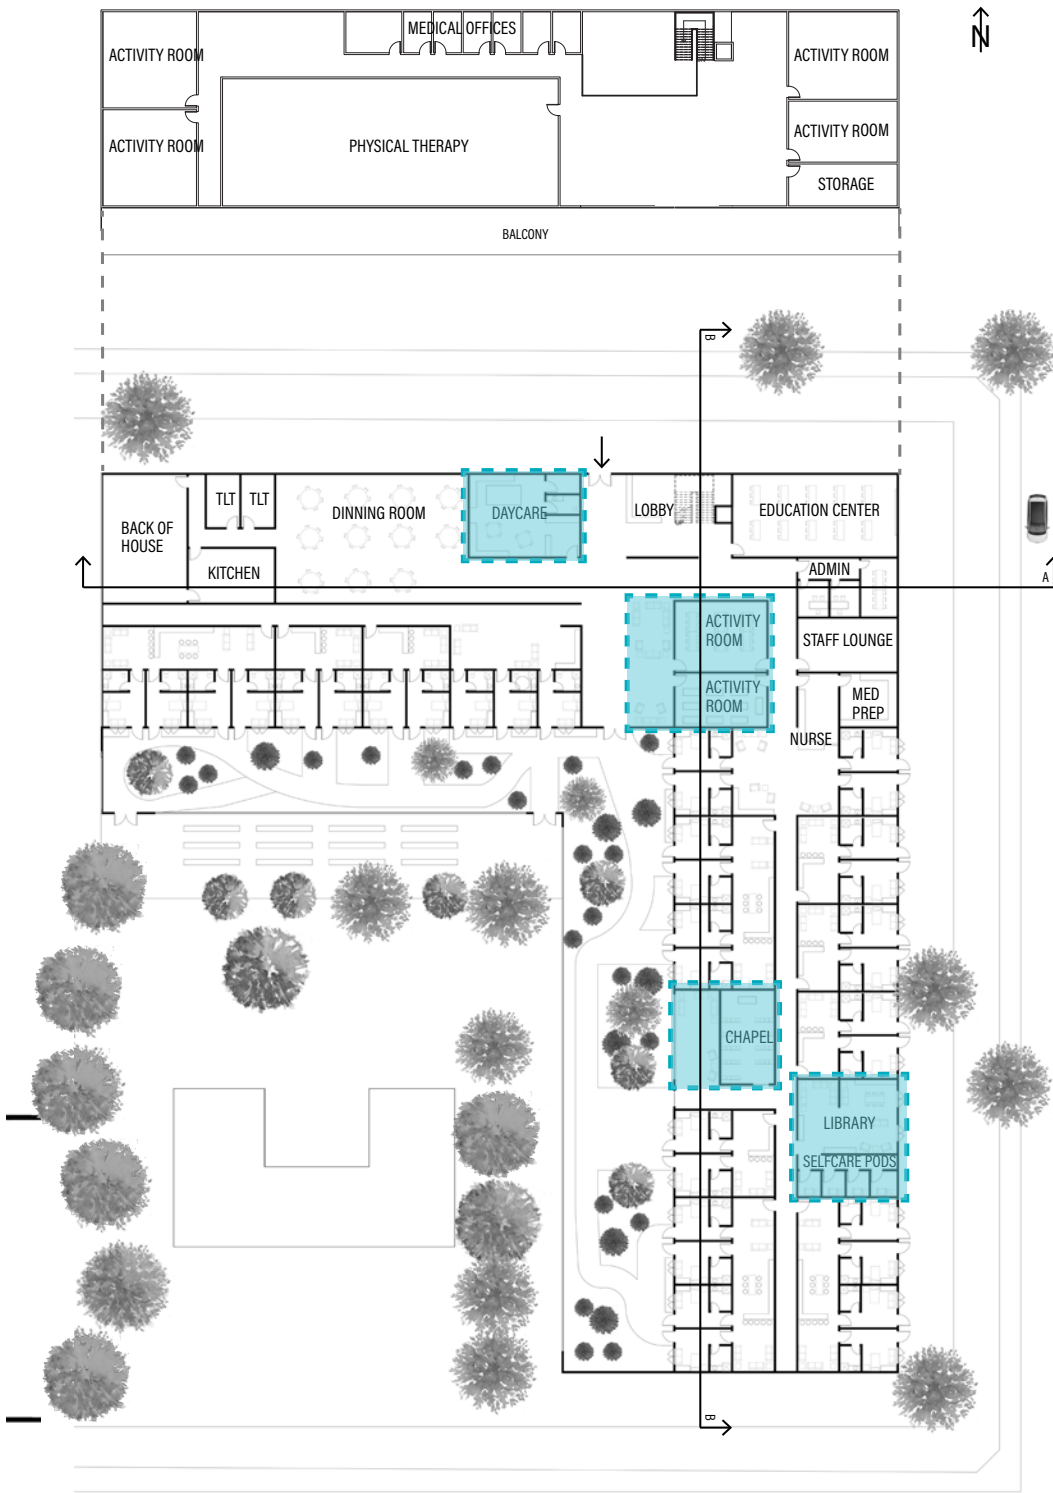 N
MEDICAL OFFICES
ACTIVITY ROOM
ACTIVITY ROOM
ACTIVITY ROOM
ACTIVITY ROOM
PHYSICAL THERAPY
STORAGE
BALCONY
B
TLT
TLT
DINNING ROOM
DAYCARE
LOBBY
EDUCATION CENTER
BACK OF
HOUSE
KITCHEN
ADMIN
A
ACTIVITY
ROOM
STAFF LOUNGE
ACTIVITY
ROOM
MED
PREP
NURSE
CHAPEL
LIBRARY
SELFCARE PODS
B